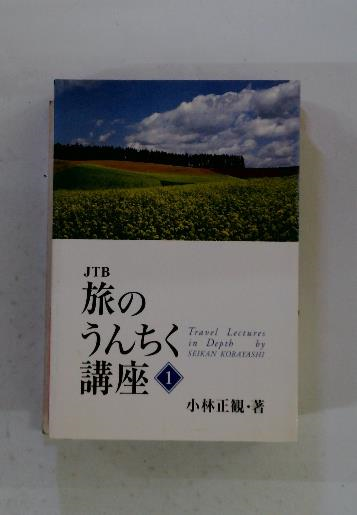 JTB
旅の
うんちく
講座 1
Travel Lectures
in Depth by
SEIKAN KOBAYASHI
小林正観・著